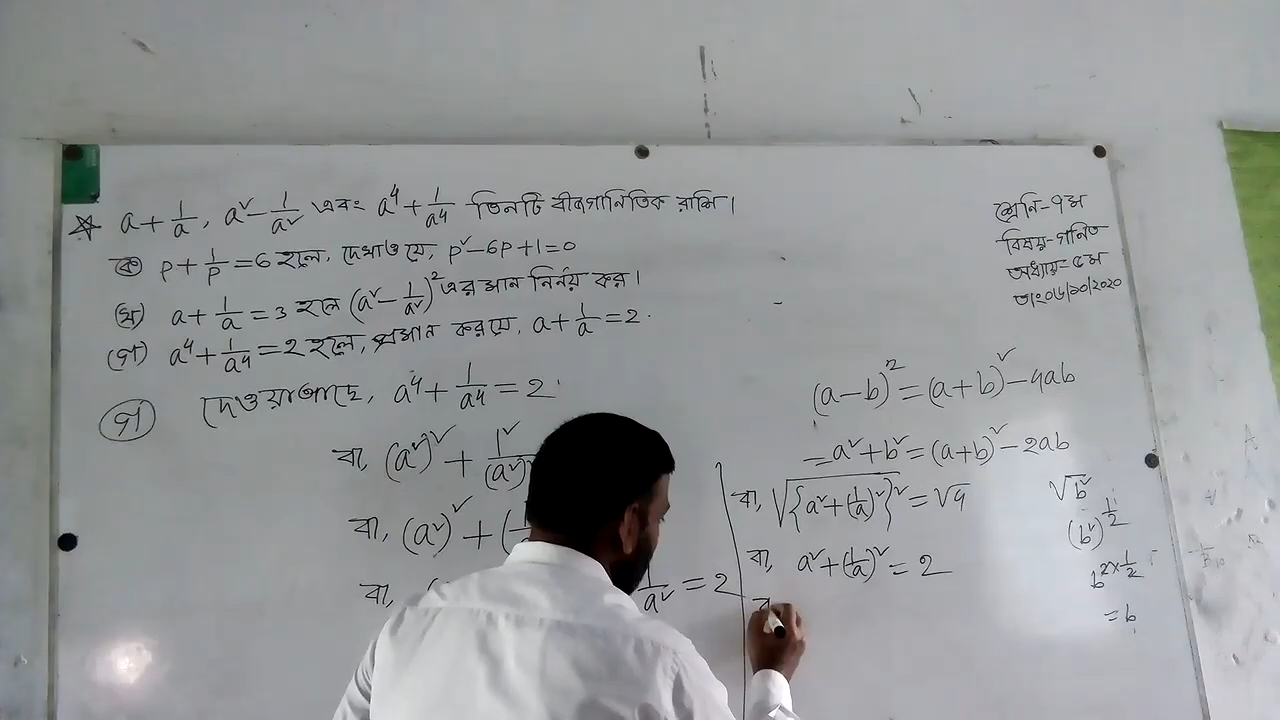 ☆ a + 1/a, a² − 1/a² এবং a⁴ + 1/a⁴ তিনটি বীজগানিতিক রাশি।
(ক) p + 1/p = 6 হলে, দেখাও যে, p² − 6p + 1 = 0
(খ) a + 1/a = 3 হলে (a² − 1/a²)² এর মান নির্নয় কর।
(গ) a⁴ + 1/a⁴ = 2 হলে, প্রমান কর যে, a + 1/a = 2.
(গ) দেওয়া আছে, a⁴ + 1/a⁴ = 2
বা, (a²)² + 1²/(a²)
বা, (a²)² + (
বা, 1/a² = 2
শ্রেনি-৭ম
বিষয়-গনিত
অধ্যায়=৫ম
তাং০৬/১০/২০২০
(a−b)² = (a+b)² − 4ab
= a² + b² = (a+b)² − 2ab
বা, √{a² + (1/a)²}² = √4
বা, a² + (1/a)² = 2
√b²
(b²)^1/2
b^2×1/2
= b